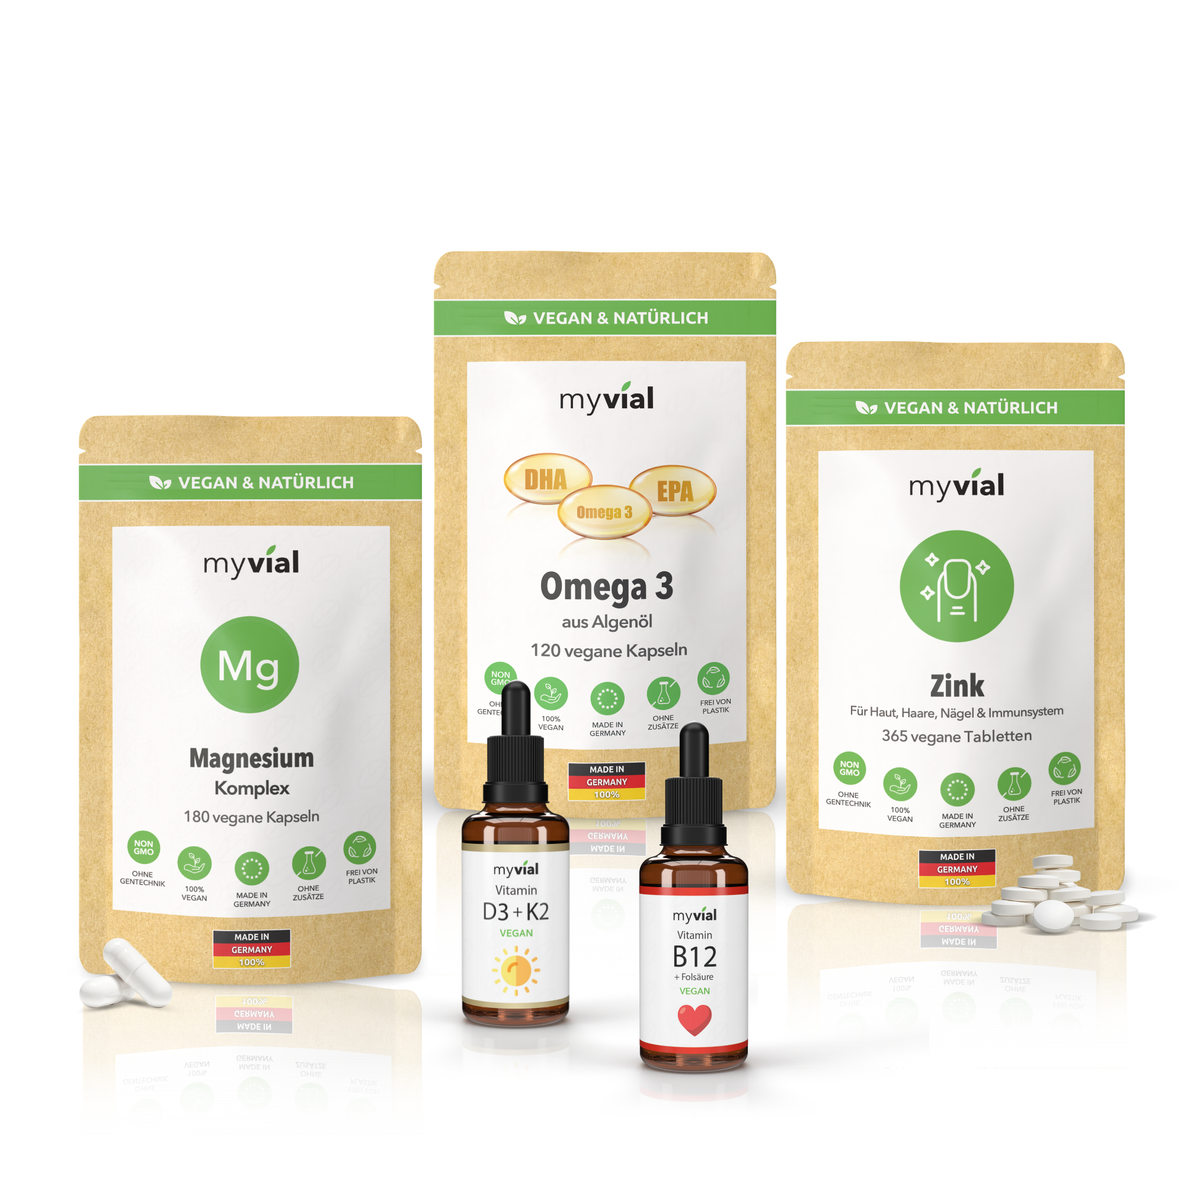 VEGAN & NATÜRLICH
myvial
Mg
Magnesium
Komplex
180 vegane Kapseln
NON
GMO
OHNE
GENTECHNIK
100%
VEGAN
MADE IN
GERMANY
OHNE
ZUSÄTZE
FREI VON
PLASTIK
MADE IN
GERMANY
100%
VEGAN & NATÜRLICH
myvial
DHA
EPA
Omega 3
Omega 3
aus Algenöl
120 vegane Kapseln
NON
GMO
100%
VEGAN
MADE IN
GERMANY
OHNE
ZUSÄTZE
FREI VON
PLASTIK
MADE IN
GERMANY
100%
VEGAN & NATÜRLICH
myvial
Zink
Für Haut, Haare, Nägel & Immunsystem
365 vegane Tabletten
NON
GMO
OHNE
GENTECHNIK
100%
VEGAN
MADE IN
GERMANY
OHNE
ZUSÄTZE
FREI VON
PLASTIK
MADE IN
GERMANY
100%
myvial
Vitamin
D3 + K2
VEGAN
myvial
Vitamin
B12
+ Folsäure
VEGAN